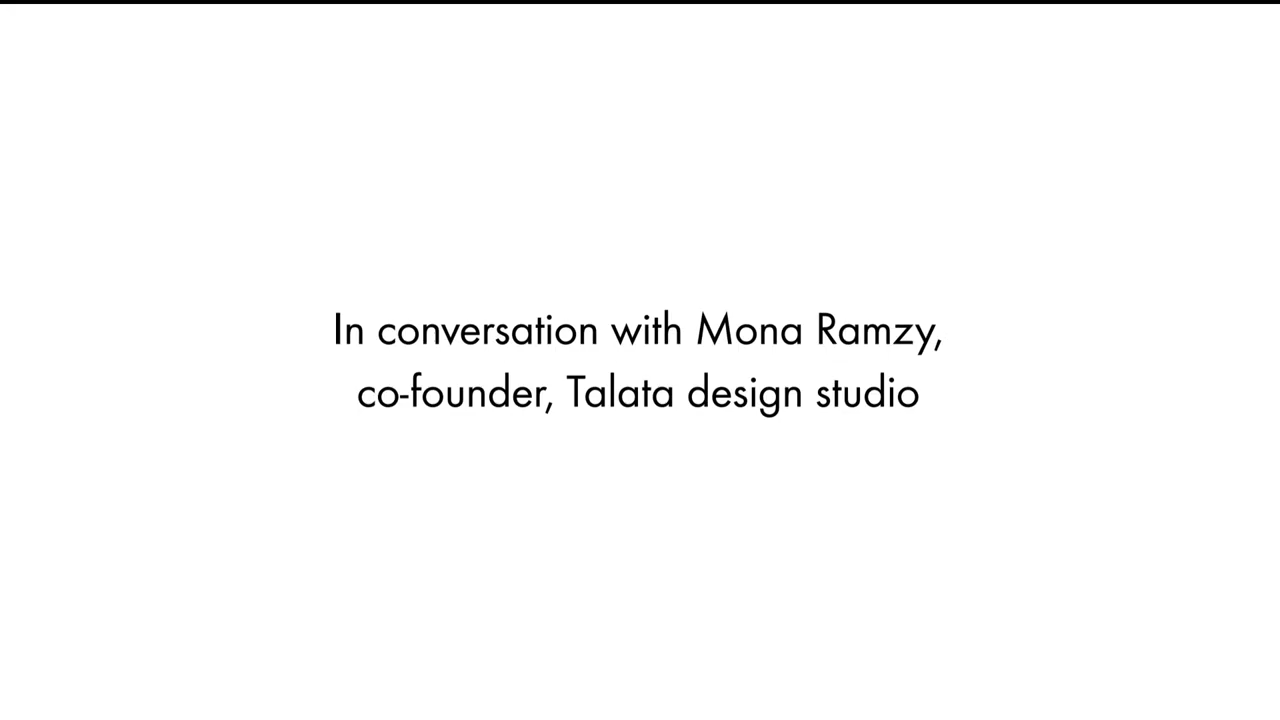 In conversation with Mona Ramzy,
co-founder, Talata design studio